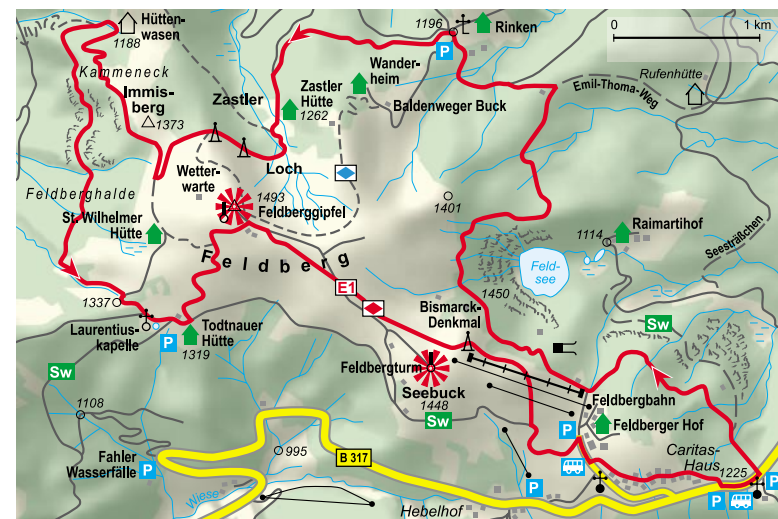 Hütten-
wasen
1188
Kammeneck
Immis-
berg
1373
Zastler
Zastler
Hütte
1262
Wander-
heim
1196
Rinken
P
0
1 km
Baldenweger Buck
Emil-Thoma-Weg
Rufenhütte
Loch
Wetter-
warte
1493
Feldberggipfel
1401
Feldberghalde
St. Wilhelmer
Hütte
Feldberg
E1
1114
Raimartihof
Seesträßchen
Feld-
see
1450
Bismarck-
Denkmal
1337
Laurentius-
kapelle
P
Todtnauer
Hütte
1319
Sw
Sw
Feldbergturm
Seebuck
1448
Sw
Feldbergbahn
Feldberger Hof
P
1108
Fahler
Wasserfälle
P
995
B 317
Wiese
Hebelhof
P
Caritas-
Haus
1225
P
P